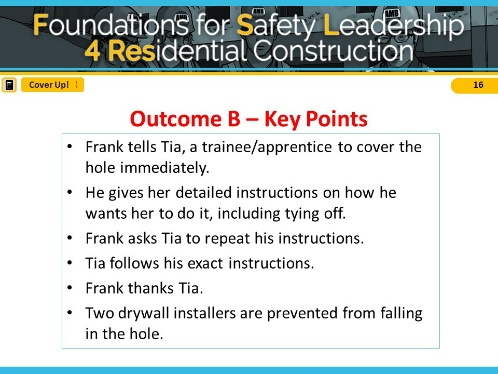 Foundations for Safety Leadership
4 Residential Construction
Cover Up!
16
Outcome B – Key Points
• Frank tells Tia, a trainee/apprentice to cover the
hole immediately.
• He gives her detailed instructions on how he
wants her to do it, including tying off.
• Frank asks Tia to repeat his instructions.
• Tia follows his exact instructions.
• Frank thanks Tia.
• Two drywall installers are prevented from falling
in the hole.